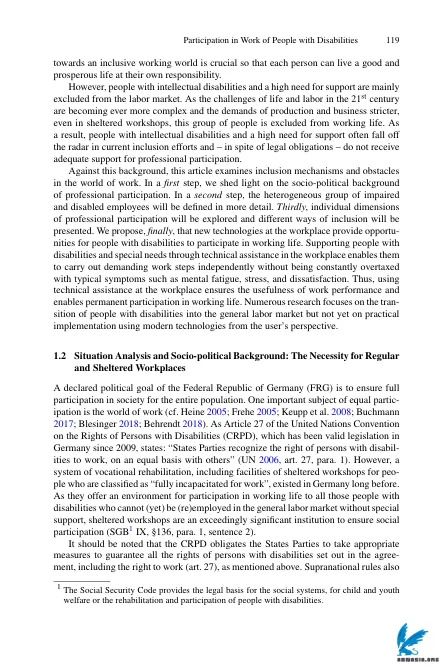 Participation in Work of People with Disabilities 119
towards an inclusive working world is crucial so that each person can live a good and
prosperous life at their own responsibility.
However, people with intellectual disabilities and a high need for support are mainly
excluded from the labor market. As the challenges of life and labor in the 21st century
are becoming ever more complex and the demands of production and business stricter,
even in sheltered workshops, this group of people is excluded from working life. As
a result, people with intellectual disabilities and a high need for support often fall off
the radar in current inclusion efforts and – in spite of legal obligations – do not receive
adequate support for professional participation.
Against this background, this article examines inclusion mechanisms and obstacles
in the world of work. In a first step, we shed light on the socio-political background
of professional participation. In a second step, the heterogeneous group of impaired
and disabled employees will be defined in more detail. Thirdly, individual dimensions
of professional participation will be explored and different ways of inclusion will be
presented. We propose, finally, that new technologies at the workplace provide opportu-
nities for people with disabilities to participate in working life. Supporting people with
disabilities and special needs through technical assistance in the workplace enables them
to carry out demanding work steps independently without being constantly overtaxed
with typical symptoms such as mental fatigue, stress, and dissatisfaction. Thus, using
technical assistance at the workplace ensures the usefulness of work performance and
enables permanent participation in working life. Numerous research focuses on the tran-
sition of people with disabilities into the general labor market but not yet on practical
implementation using modern technologies from the user's perspective.
1.2 Situation Analysis and Socio-political Background: The Necessity for Regular
and Sheltered Workplaces
A declared political goal of the Federal Republic of Germany (FRG) is to ensure full
participation in society for the entire population. One important subject of equal partic-
ipation is the world of work (cf. Heine 2005; Frehe 2005; Keupp et al. 2008; Buchmann
2017; Blesinger 2018; Behrendt 2018). As Article 27 of the United Nations Convention
on the Rights of Persons with Disabilities (CRPD), which has been valid legislation in
Germany since 2009, states: “States Parties recognize the right of persons with disabil-
ities to work, on an equal basis with others” (UN 2006, art. 27, para. 1). However, a
system of vocational rehabilitation, including facilities of sheltered workshops for peo-
ple who are classified as “fully incapacitated for work”, existed in Germany long before.
As they offer an environment for participation in working life to all those people with
disabilities who cannot (yet) be (re)employed in the general labor market without special
support, sheltered workshops are an exceedingly significant institution to ensure social
participation (SGB1 IX, §136, para. 1, sentence 2).
It should be noted that the CRPD obligates the States Parties to take appropriate
measures to guarantee all the rights of persons with disabilities set out in the agree-
ment, including the right to work (art. 27), as mentioned above. Supranational rules also
1 The Social Security Code provides the legal basis for the social systems, for child and youth
welfare or the rehabilitation and participation of people with disabilities.